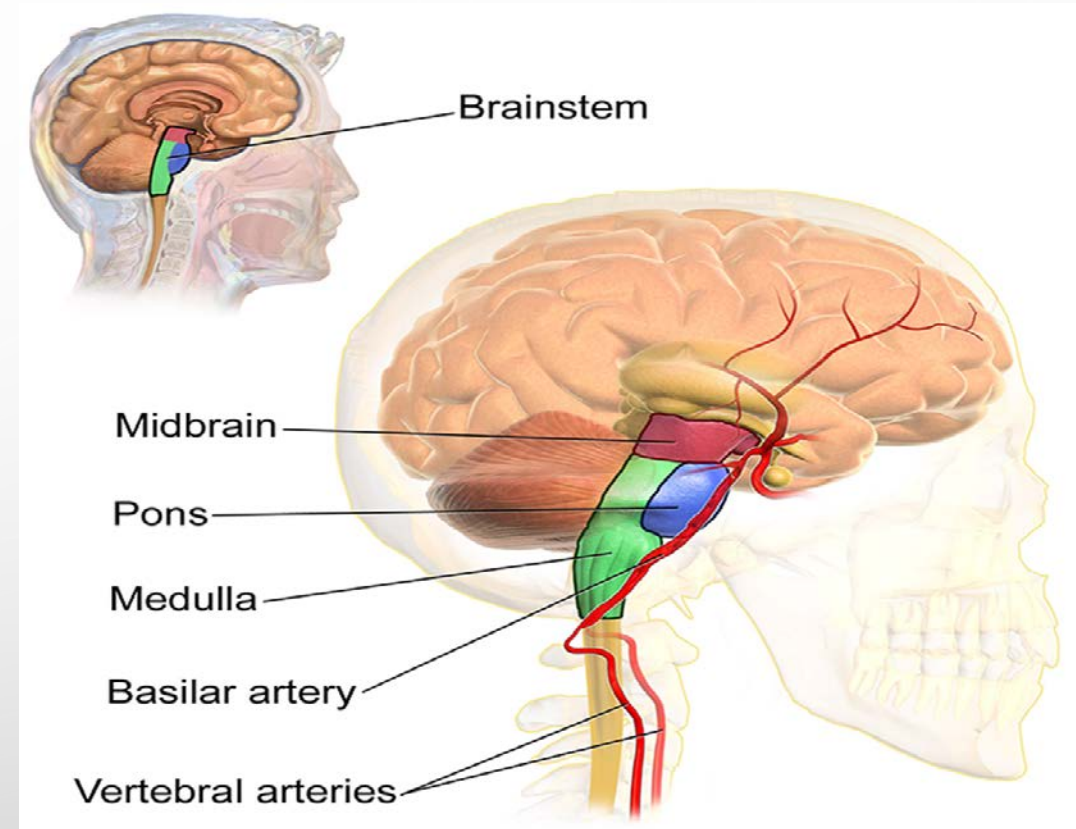 Brainstem
Midbrain
Pons
Medulla
Basilar artery
Vertebral arteries